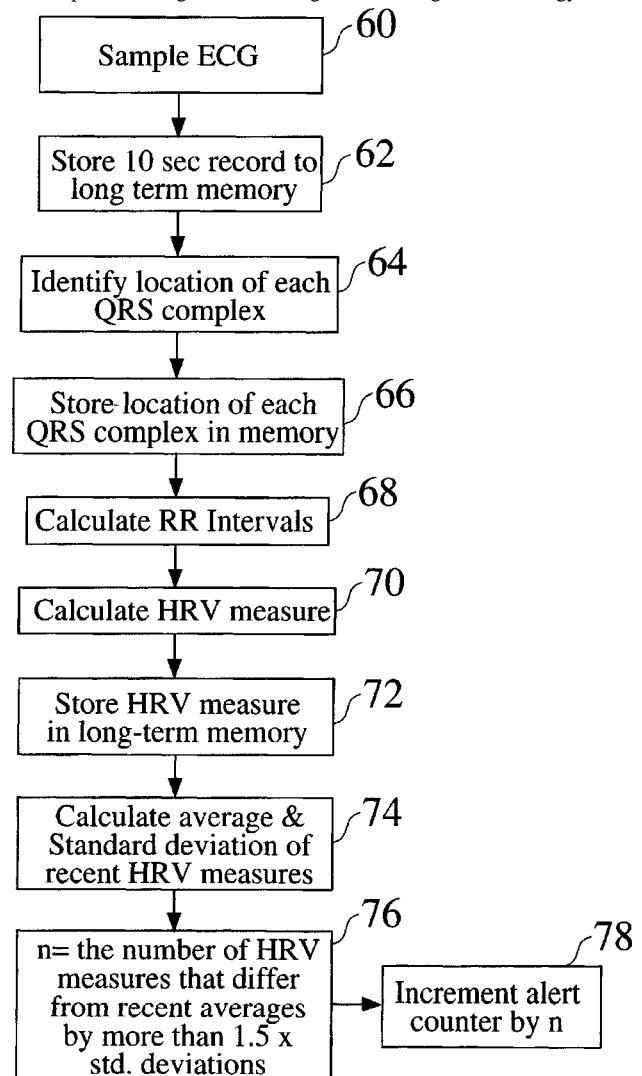 60
Sample ECG
62
Store 10 sec record to
long term memory
64
Identify location of each
QRS complex
66
Store location of each
QRS complex in memory
68
Calculate RR Intervals
70
Calculate HRV measure
72
Store HRV measure
in long-term memory
74
Calculate average &
Standard deviation of
recent HRV measures
76
n= the number of HRV
measures that differ
from recent averages
by more than 1.5 x
std. deviations
78
Increment alert
counter by n